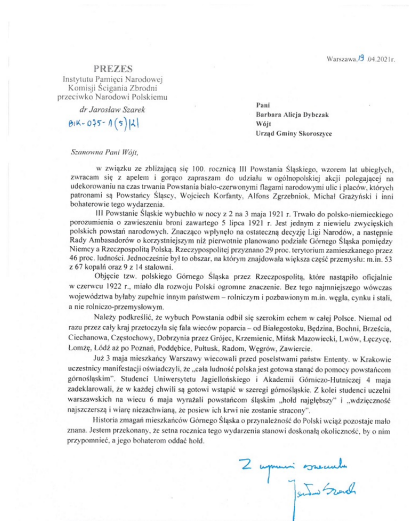 Warszawa, 19 .04.2021r.
PREZES
Instytutu Pamięci Narodowej
Komisji Ścigania Zbrodni
przeciwko Narodowi Polskiemu
dr Jarosław Szarek
BIK-075-1(5)/21
Pani
Barbara Alicja Dybczak
Wójt
Urząd Gminy Skoroszyce
Szanowna Pani Wójt,
w związku ze zbliżającą się 100. rocznicą III Powstania Śląskiego, wzorem lat ubiegłych,
zwracam się z apelem i gorąco zapraszam do udziału w ogólnopolskiej akcji polegającej na
udekorowaniu na czas trwania Powstania biało-czerwonymi flagami narodowymi ulic i placów, których
patronami są Powstańcy Śląscy, Wojciech Korfanty, Alfons Zgrzebniok, Michał Grażyński i inni
bohaterowie tego wydarzenia.
III Powstanie Śląskie wybuchło w nocy z 2 na 3 maja 1921 r. Trwało do polsko-niemieckiego
porozumienia o zawieszeniu broni zawartego 5 lipca 1921 r. Jest jednym z niewielu zwycięskich
polskich powstań narodowych. Znacząco wpłynęło na ostateczną decyzję Ligi Narodów, a następnie
Rady Ambasadorów o korzystniejszym niż pierwotnie planowano podziale Górnego Śląska pomiędzy
Niemcy a Rzeczpospolitą Polską. Rzeczypospolitej przyznano 29 proc. terytorium zamieszkanego przez
46 proc. ludności. Jednocześnie był to obszar, na którym znajdowała większa część przemysłu: m.in. 53
z 67 kopalń oraz 9 z 14 stalowni.
Objęcie tzw. polskiego Górnego Śląska przez Rzeczpospolitą, które nastąpiło oficjalnie
w czerwcu 1922 r., miało dla rozwoju Polski ogromne znaczenie. Bez tego najmniejszego wówczas
województwa byłaby zupełnie innym państwem – rolniczym i pozbawionym m.in. węgla, cynku i stali,
a nie rolniczo-przemysłowym.
Należy podkreślić, że wybuch Powstania odbił się szerokim echem w całej Polsce. Niemal od
razu przez cały kraj przetoczyła się fala wieców poparcia – od Białegostoku, Będzina, Bochni, Brześcia,
Ciechanowa, Częstochowy, Dobrzynia przez Grójec, Krzemieniec, Mińsk Mazowiecki, Lwów, Łęczycę,
Łomżę, Łódź aż po Poznań, Poddębice, Pułtusk, Radom, Węgrów, Zawiercie.
Już 3 maja mieszkańcy Warszawy wiecowali przed poselstwami państw Ententy. w Krakowie
uczestnicy manifestacji oświadczyli, że „cała ludność polska jest gotowa stanąć do pomocy powstańcom
górnośląskim”. Studenci Uniwersytetu Jagiellońskiego i Akademii Górniczo-Hutniczej 4 maja
zadeklarowali, że w każdej chwili są gotowi wstąpić w szeregi górnośląskie. Z kolei studenci uczelni
warszawskich na wiecu 6 maja wyrażali powstańcom śląskim „hołd najgłębszy” i „wdzięczność
najszczerszą i wiarę niezachwianą, że posiew ich krwi nie zostanie stracony”.
Historia zmagań mieszkańców Górnego Śląska o przynależność do Polski wciąż pozostaje mało
znana. Jestem przekonany, że setna rocznica tego wydarzenia stanowi doskonałą okoliczność, by o nim
przypomnieć, a jego bohaterom oddać hołd.
Z wyrazami szacunku
Jarosław Szarek